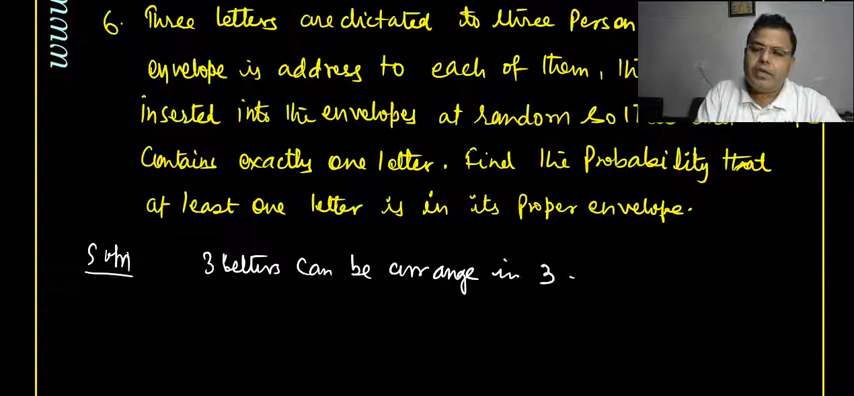 www
6. Three letters are dictated to three Person
envelope is address to each of them, th
inserted into the envelopes at random so
Contains exactly one letter. Find the Probability that
at least one letter is in its proper envelope.
Soln 3 letters can be arrange in 3